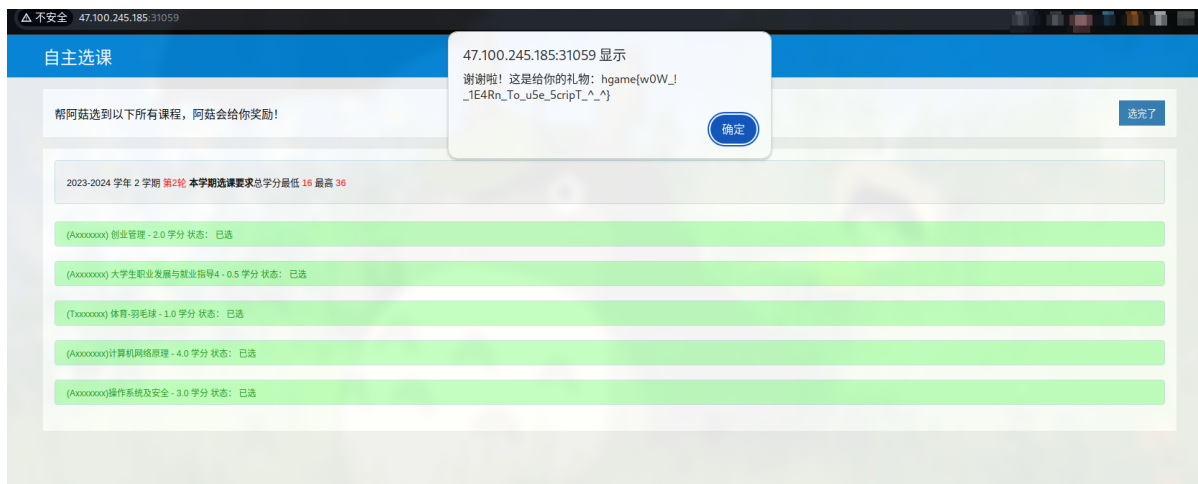 不安全 47.100.245.185:31059
自主选课
47.100.245.185:31059 显示
谢谢啦！这是给你的礼物：hgame{w0W_!
_1E4Rn_To_u5e_5cripT_^_^}
确定
帮阿菇选到以下所有课程，阿菇会给你奖励！
选完了
2023-2024 学年 2 学期 第2轮 本学期选课要求总学分最低 16 最高 36
(Axxxxxxx) 创业管理 - 2.0 学分 状态： 已选
(Axxxxxxx) 大学生职业发展与就业指导4 - 0.5 学分 状态： 已选
(Txxxxxxx) 体育-羽毛球 - 1.0 学分 状态： 已选
(Axxxxxxx)计算机网络原理 - 4.0 学分 状态： 已选
(Axxxxxxx)操作系统及安全 - 3.0 学分 状态： 已选